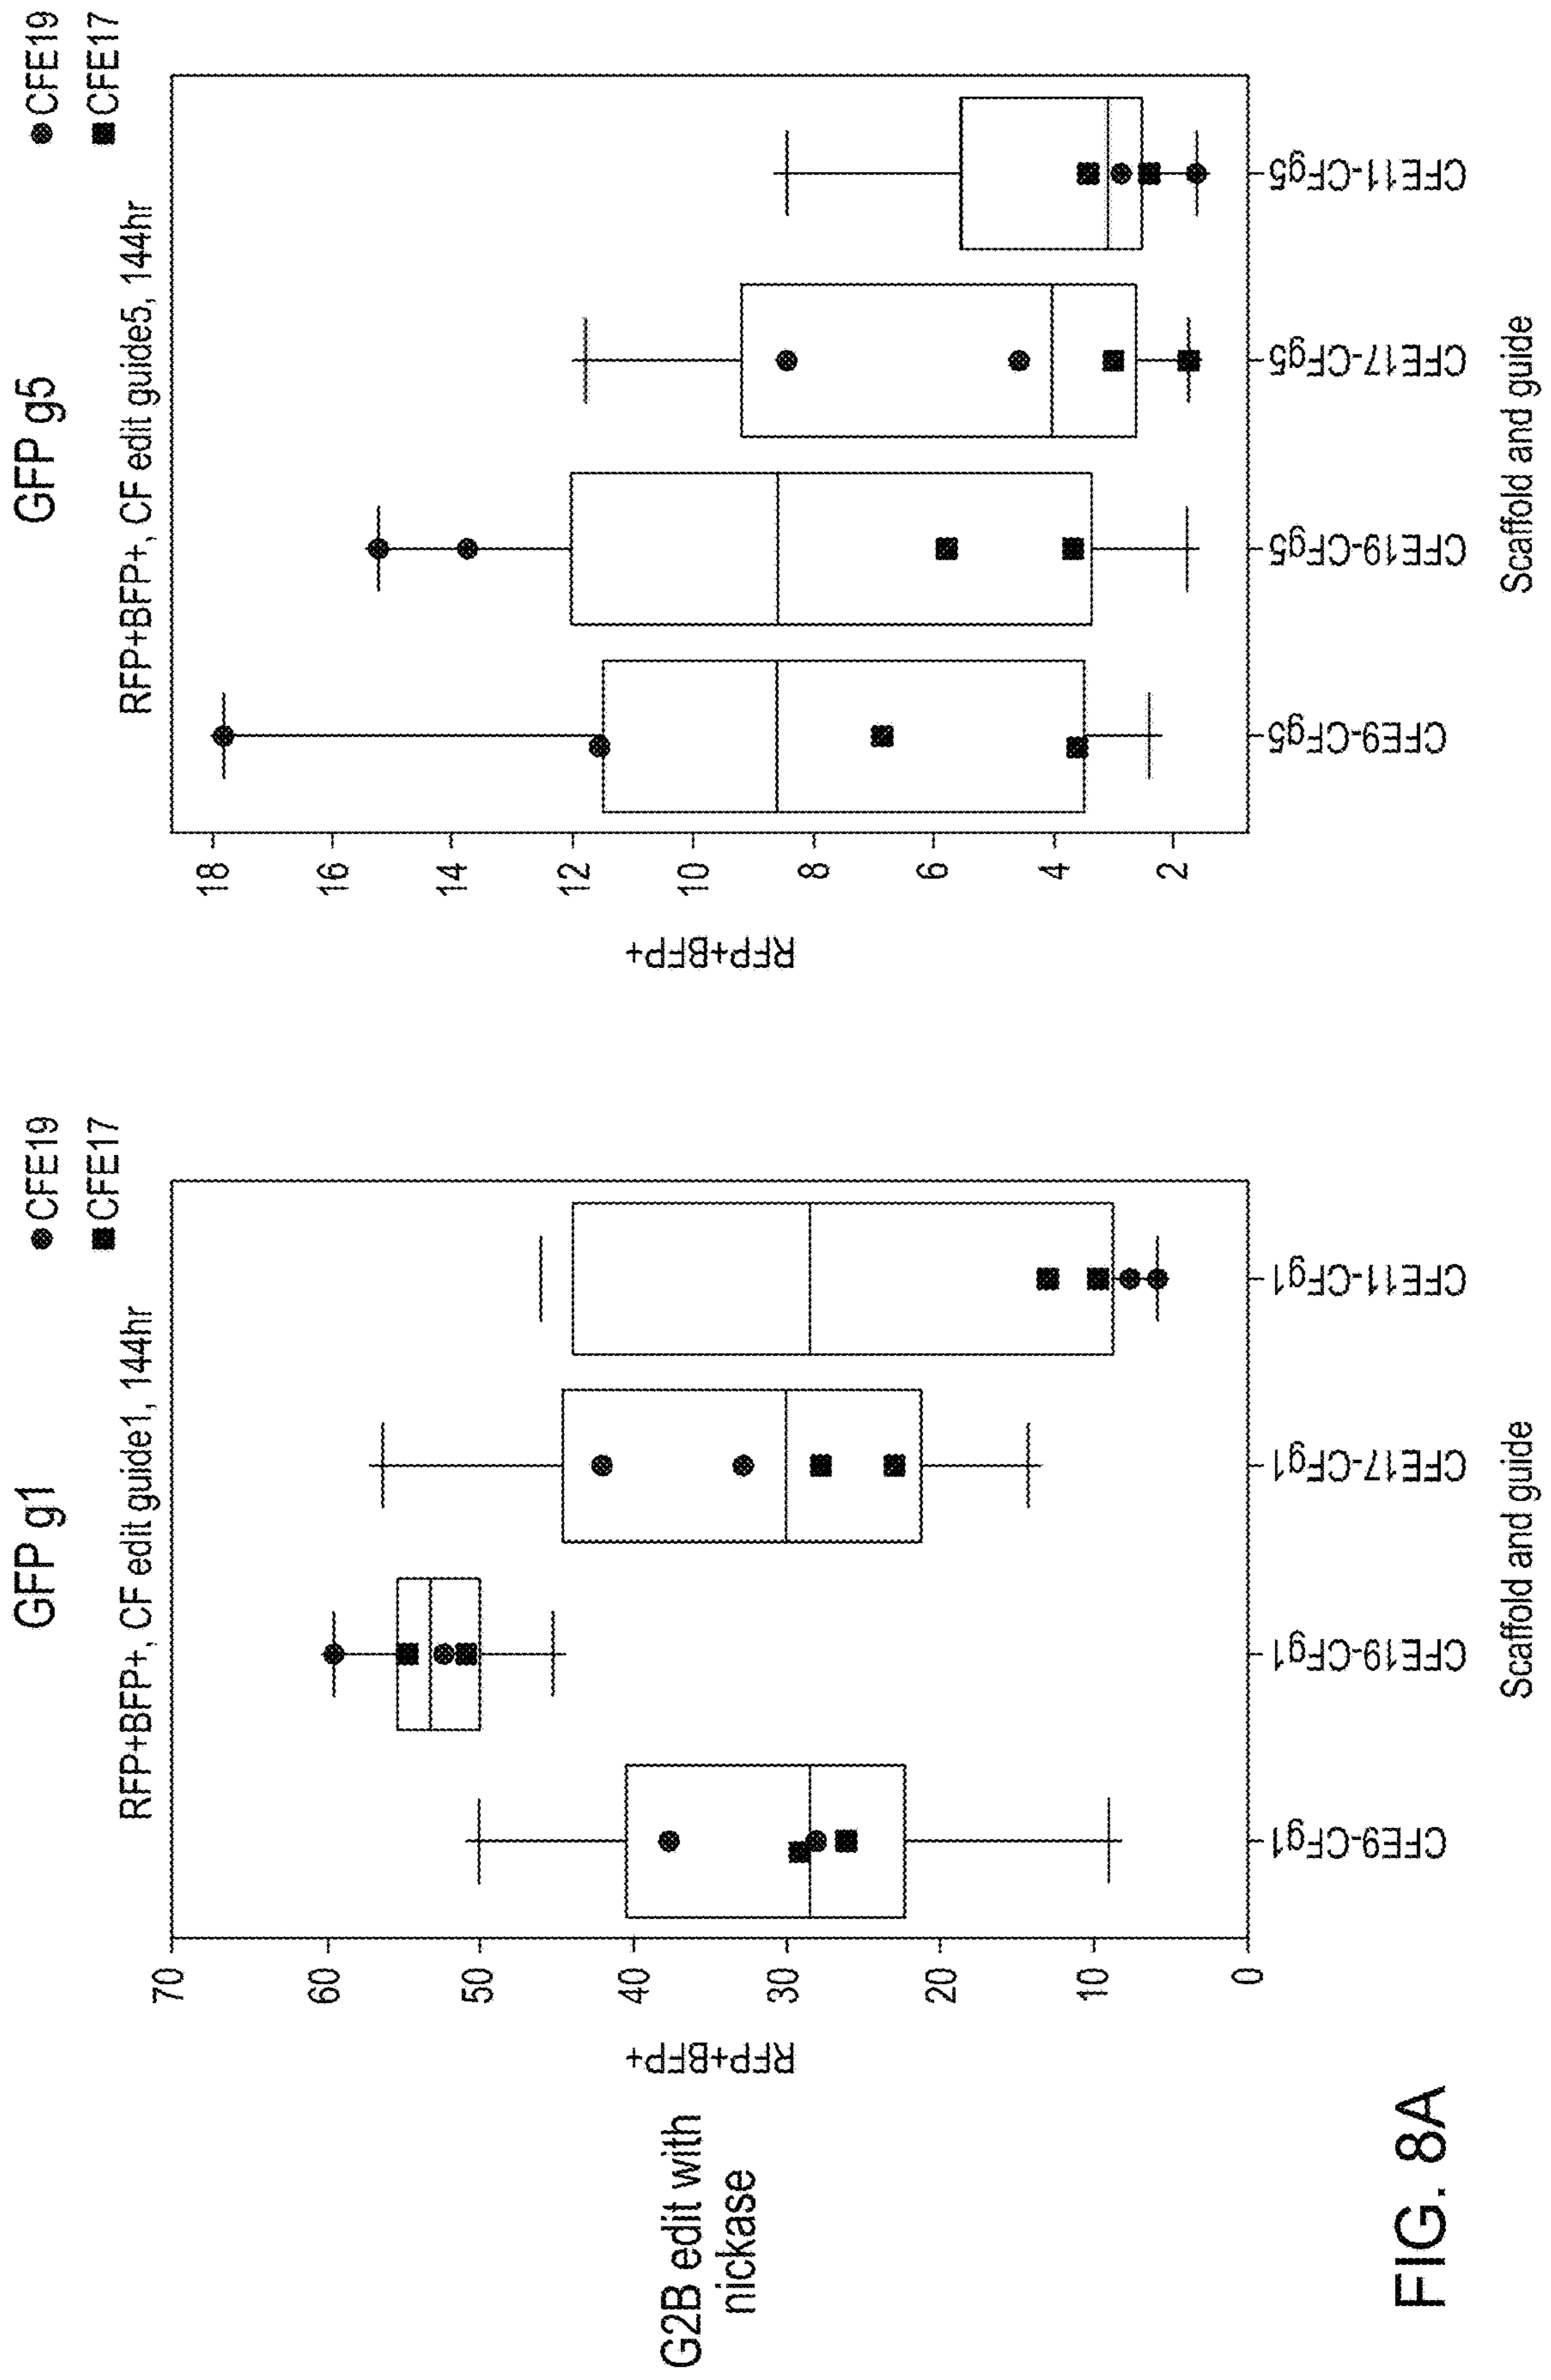 GFP g1
CFE19
CFE17
RFP+BFP+, CF edit guide1, 144hr
G2B edit with
nickase
RFP+BFP+
70
60
50
40
30
20
10
0
CFE9-CFg1
CFE19-CFg1
CFE17-CFg1
CFE11-CFg1
Scaffold and guide
GFP g5
CFE19
CFE17
RFP+BFP+, CF edit guide5, 144hr
RFP+BFP+
18
16
14
12
10
8
6
4
2
CFE9-CFg5
CFE19-CFg5
CFE17-CFg5
CFE11-CFg5
Scaffold and guide
FIG. 8A